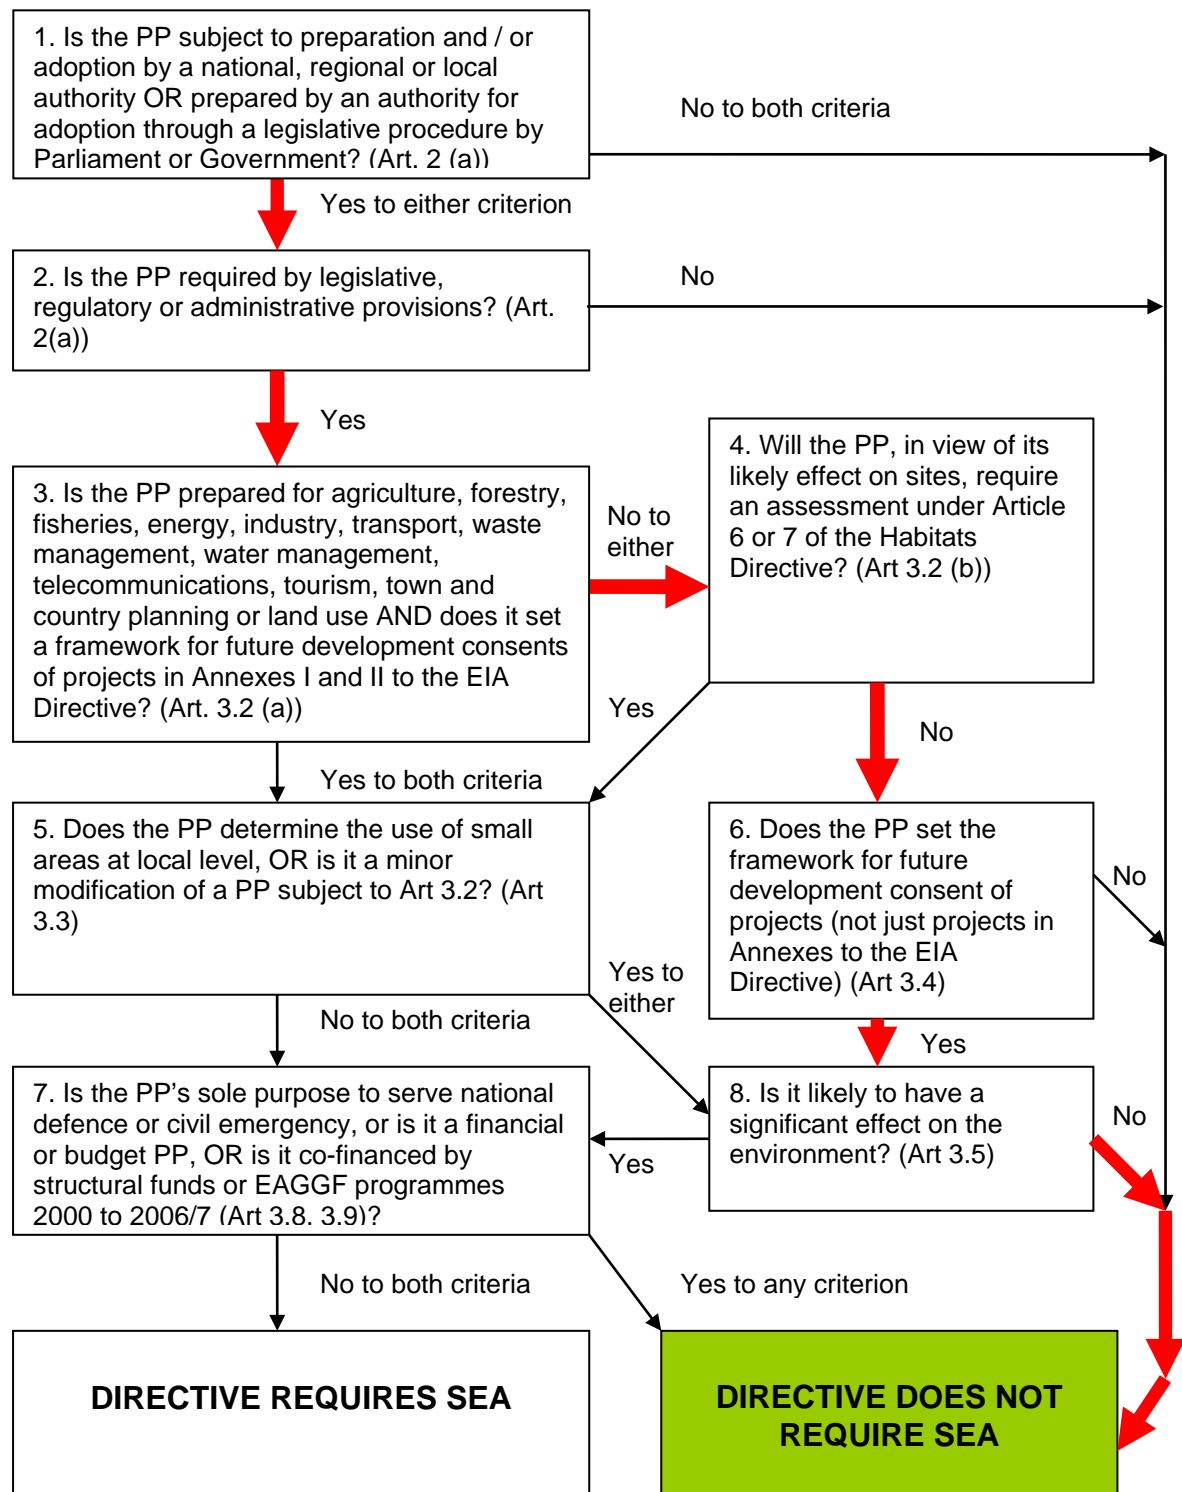 1. Is the PP subject to preparation and / or
adoption by a national, regional or local
authority OR prepared by an authority for
adoption through a legislative procedure by
Parliament or Government? (Art. 2 (a))
No to both criteria
Yes to either criterion
2. Is the PP required by legislative,
regulatory or administrative provisions? (Art.
2(a))
No
Yes
3. Is the PP prepared for agriculture, forestry,
fisheries, energy, industry, transport, waste
management, water management,
telecommunications, tourism, town and
country planning or land use AND does it set
a framework for future development consents
of projects in Annexes I and II to the EIA
Directive? (Art. 3.2 (a))
No to
either
4. Will the PP, in view of its
likely effect on sites, require
an assessment under Article
6 or 7 of the Habitats
Directive? (Art 3.2 (b))
Yes
No
Yes to both criteria
5. Does the PP determine the use of small
areas at local level, OR is it a minor
modification of a PP subject to Art 3.2? (Art
3.3)
6. Does the PP set the
framework for future
development consent of
projects (not just projects in
Annexes to the EIA
Directive) (Art 3.4)
No
Yes to
either
No to both criteria
Yes
7. Is the PP’s sole purpose to serve national
defence or civil emergency, or is it a financial
or budget PP, OR is it co-financed by
structural funds or EAGGF programmes
2000 to 2006/7 (Art 3.8, 3.9)?
8. Is it likely to have a
significant effect on the
environment? (Art 3.5)
No
Yes
No to both criteria
Yes to any criterion
DIRECTIVE REQUIRES SEA
DIRECTIVE DOES NOT
REQUIRE SEA